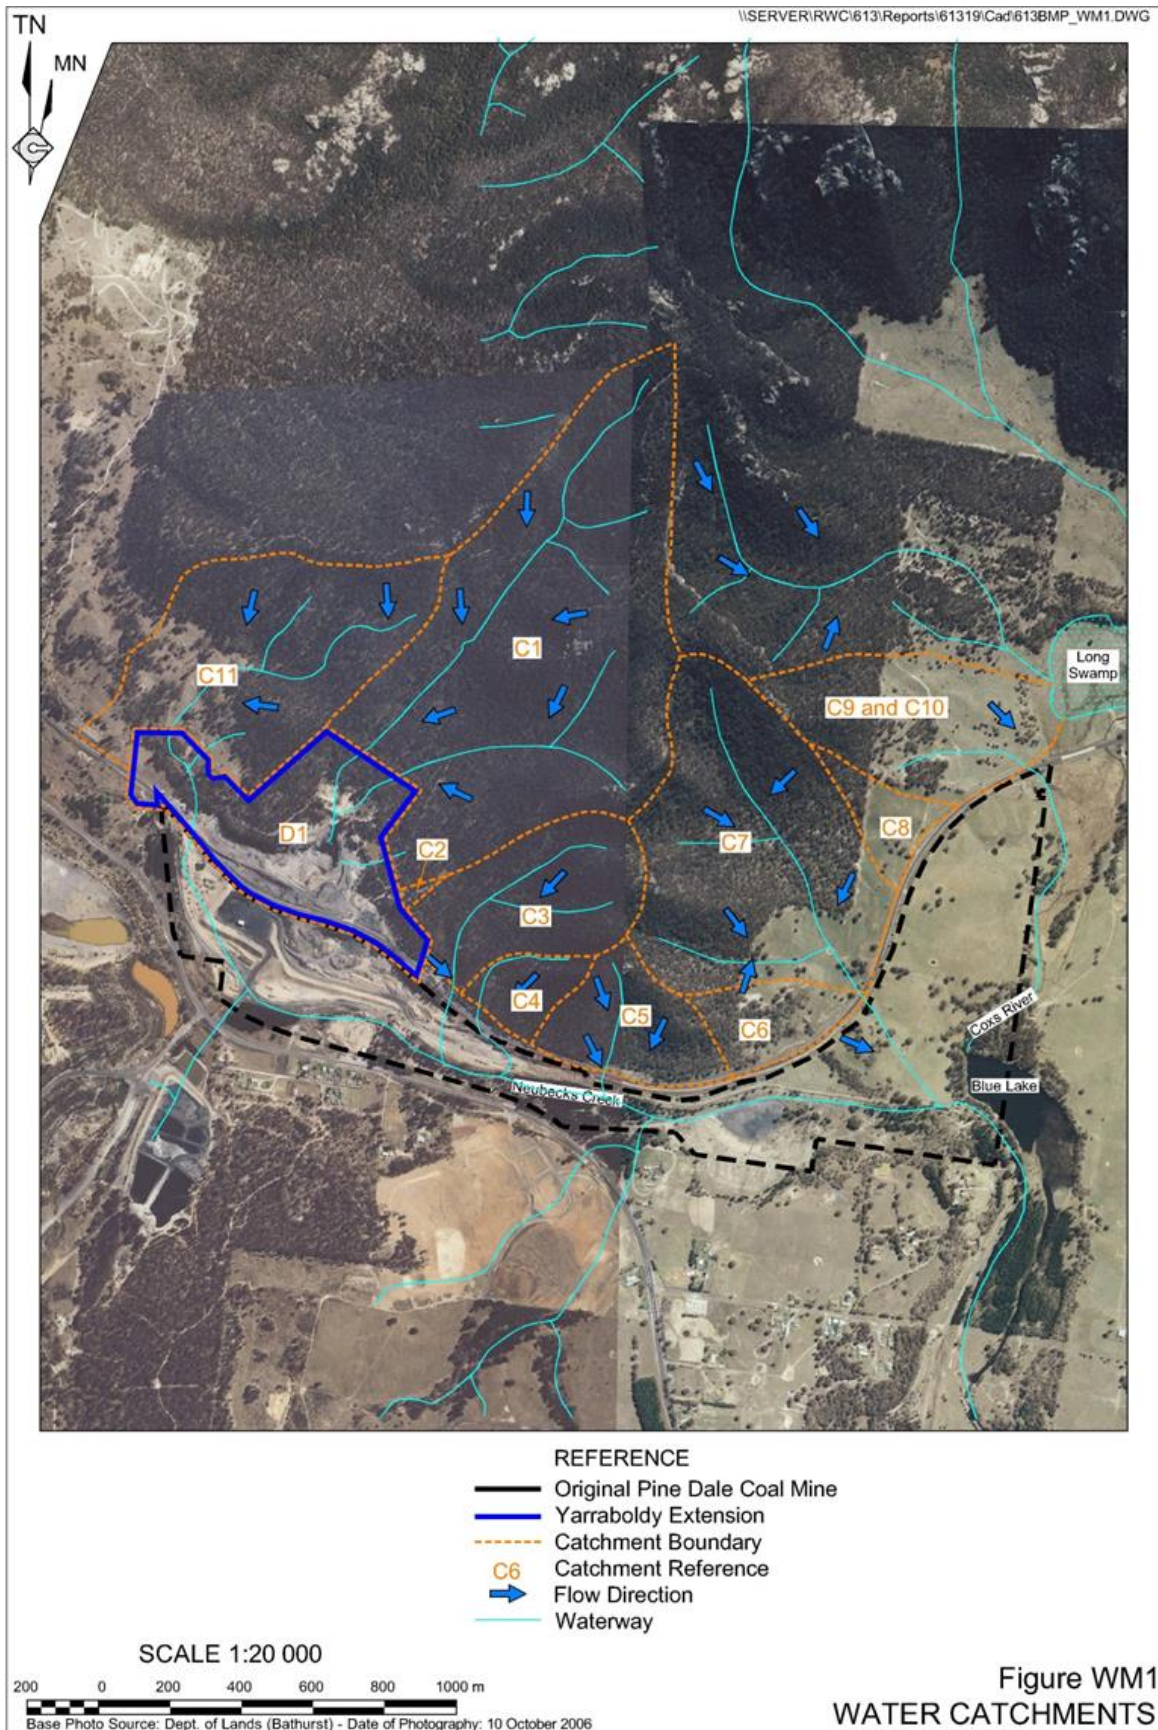 \\SERVER\RWC\613\Reports\61319\Cad\613BMP_WM1.DWG
TN
MN
C1
C11
Long
Swamp
C9 and C10
D1
C2
C8
C7
C3
C4
C5
C6
Coxs River
Blue Lake
Neubecks Creek
REFERENCE
Original Pine Dale Coal Mine
Yarraboldy Extension
Catchment Boundary
C6 Catchment Reference
Flow Direction
Waterway
SCALE 1:20 000
200 0 200 400 600 800 1000 m
Base Photo Source: Dept. of Lands (Bathurst) - Date of Photography: 10 October 2006
Figure WM1
WATER CATCHMENTS